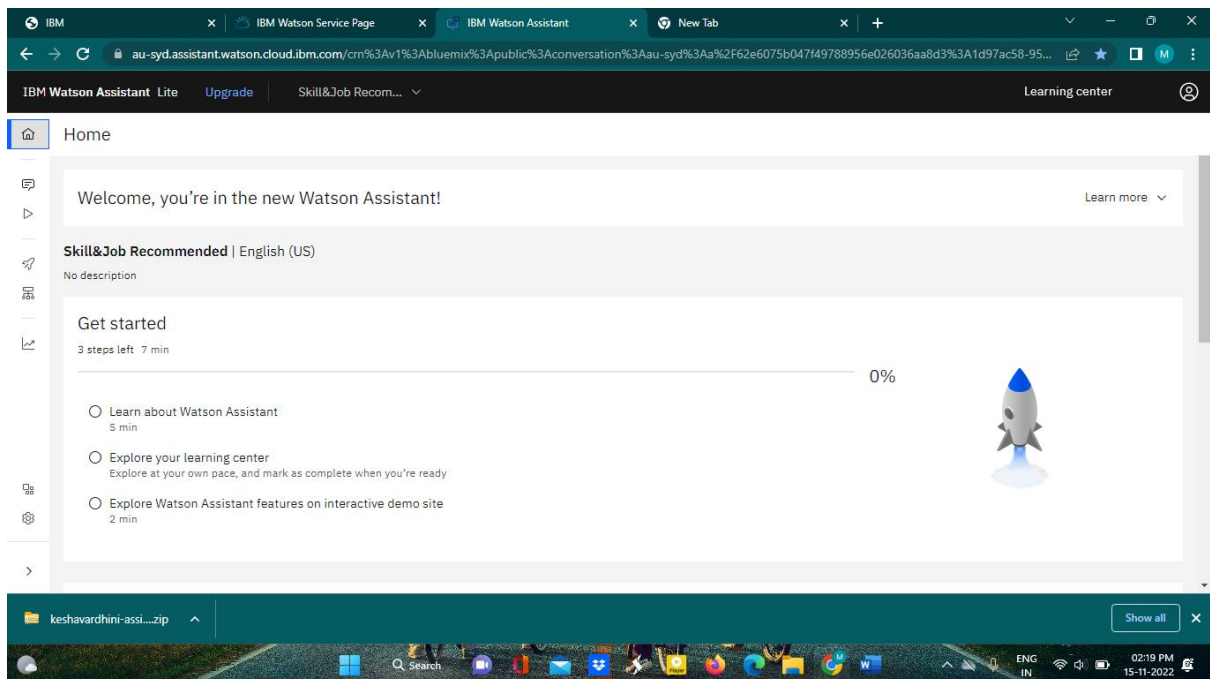 IBM
IBM Watson Service Page
IBM Watson Assistant
New Tab
au-syd.assistant.watson.cloud.ibm.com/crn%3Av1%3Abluemix%3Apublic%3Aconversation%3Aau-syd%3Aa%2F62e6075b047f49788956e026036aa8d3%3A1d97ac58-95...
M
IBM Watson Assistant Lite Upgrade Skill&Job Recom... Learning center
Home
Welcome, you're in the new Watson Assistant! Learn more
Skill&Job Recommended | English (US)
No description
Get started
3 steps left 7 min
0%
Learn about Watson Assistant
5 min
Explore your learning center
Explore at your own pace, and mark as complete when you're ready
Explore Watson Assistant features on interactive demo site
2 min
keshavardhini-assi....zip
Show all
Search
ENG
IN
02:19 PM
15-11-2022